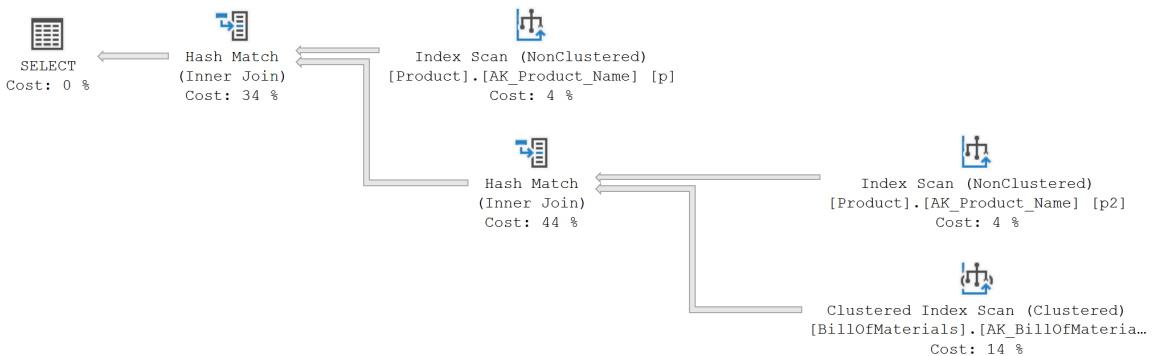 SELECT
Cost: 0 %
Hash Match
(Inner Join)
Cost: 34 %
Index Scan (NonClustered)
[Product].[AK_Product_Name] [p]
Cost: 4 %
Hash Match
(Inner Join)
Cost: 44 %
Index Scan (NonClustered)
[Product].[AK_Product_Name] [p2]
Cost: 4 %
Clustered Index Scan (Clustered)
[BillOfMaterials].[AK_BillOfMateria…
Cost: 14 %